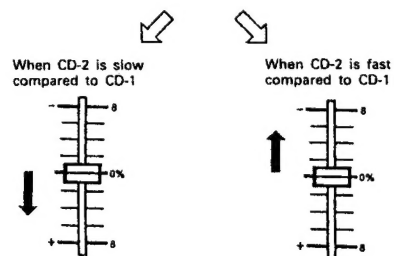 When CD-2 is slow
compared to CD-1
- 8
0%
+ 8
When CD-2 is fast
compared to CD-1
- 8
0%
+ 8